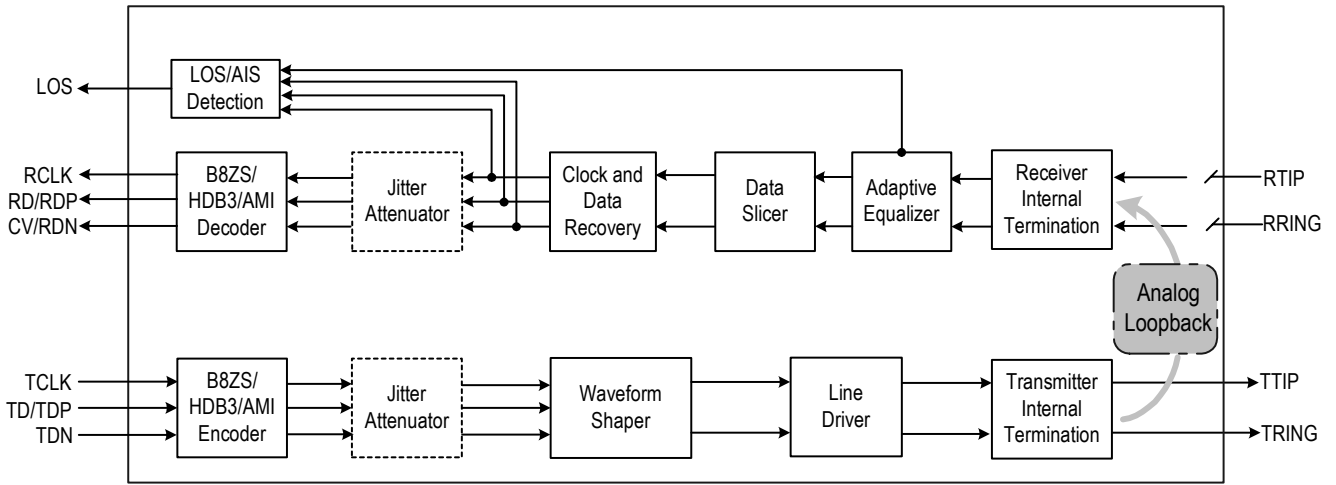 LOS
LOS/AIS
Detection
RCLK
RD/RDP
CV/RDN
B8ZS/
HDB3/AMI
Decoder
Jitter
Attenuator
Clock and
Data
Recovery
Data
Slicer
Adaptive
Equalizer
Receiver
Internal
Termination
RTIP
RRING
Analog
Loopback
TCLK
TD/TDP
TDN
B8ZS/
HDB3/AMI
Encoder
Jitter
Attenuator
Waveform
Shaper
Line
Driver
Transmitter
Internal
Termination
TTIP
TRING